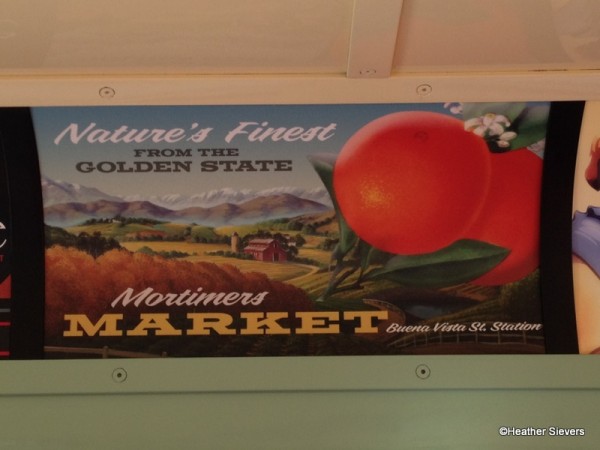 Nature's Finest
FROM THE
GOLDEN STATE
Mortimers
MARKET
Buena Vista St. Station
©Heather Sievers